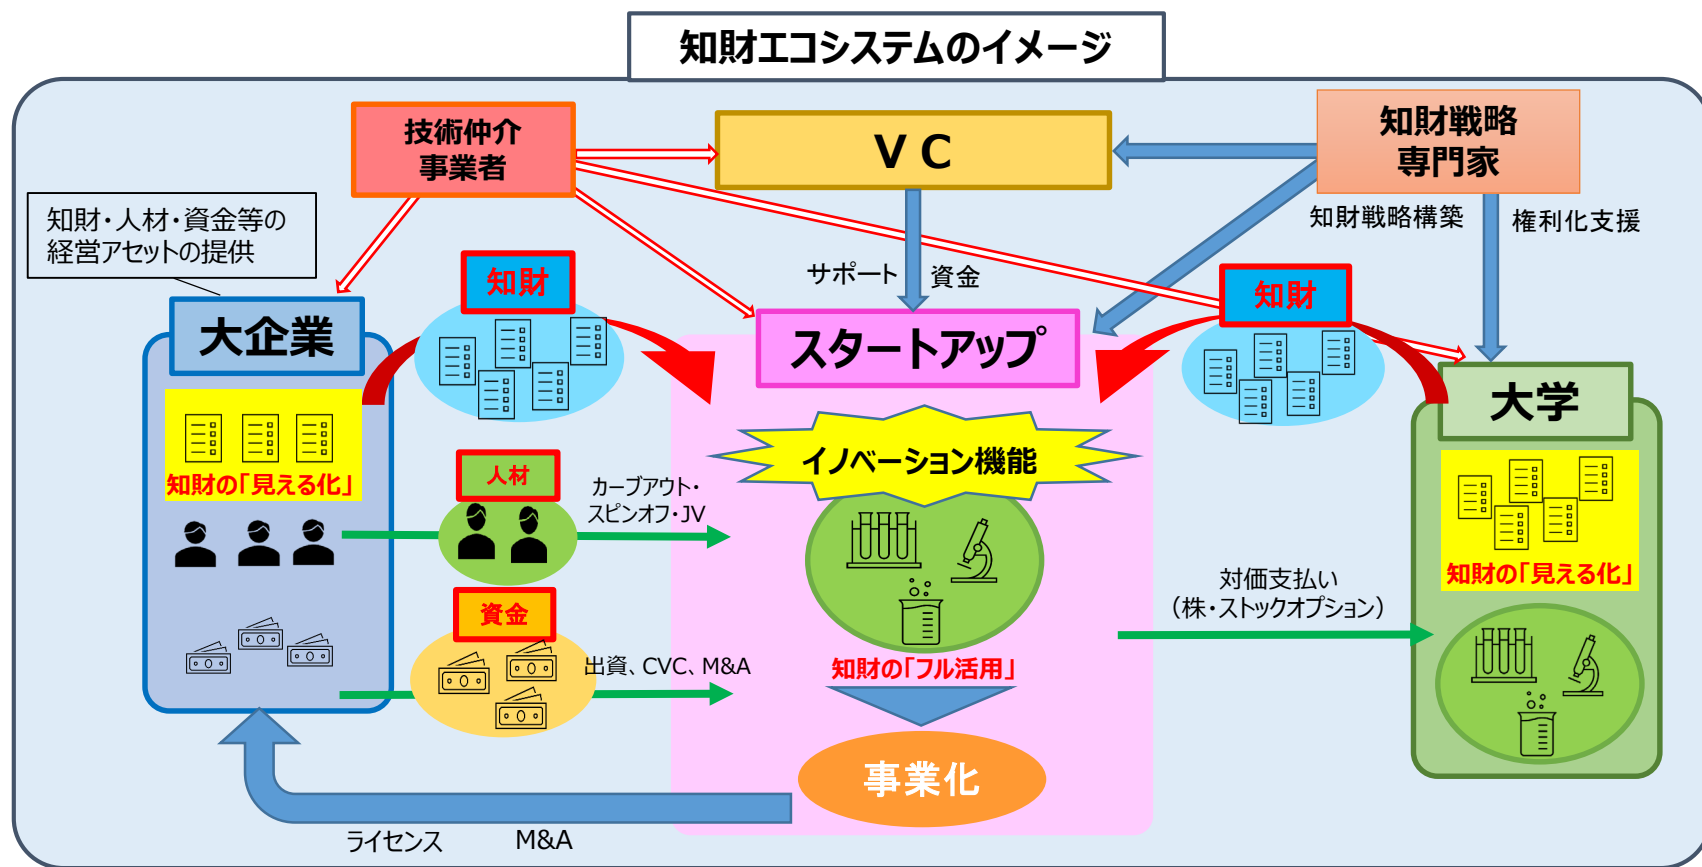 知財エコシステムのイメージ
技術仲介
事業者
ＶＣ
知財戦略
専門家
知財・人材・資金等の
経営アセットの提供
知財戦略構築
権利化支援
サポート
資金
知財
知財
大企業
スタートアップ
大学
知財の「見える化」
イノベーション機能
人材
カーブアウト・
スピンオフ・JV
知財の「見える化」
対価支払い
（株・ストックオプション）
資金
出資、CVC、M&A
知財の「フル活用」
事業化
ライセンス
M&A